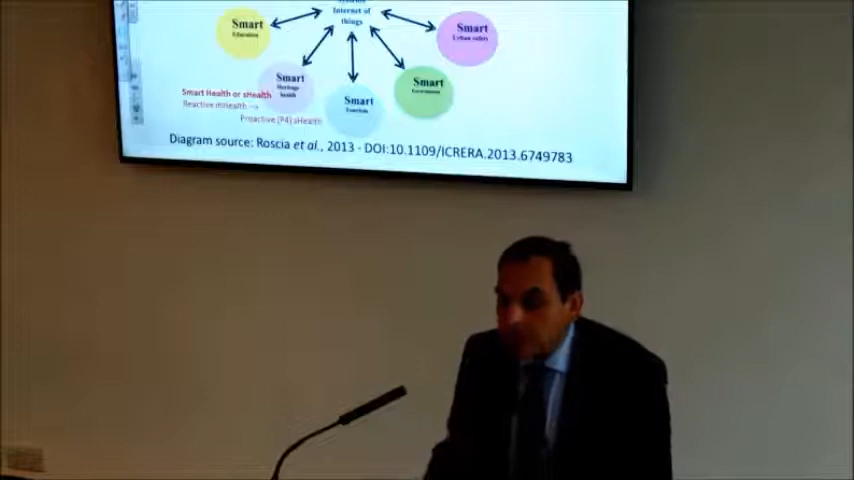 Internet of
things
Smart
Education
Smart
Urban safety
Smart
Heritage
health
Smart
Government
Smart
Tourism
Smart Health or sHealth
Reactive mHealth →
Proactive (P4) sHealth
Diagram source: Roscia et al., 2013 - DOI:10.1109/ICRERA.2013.6749783